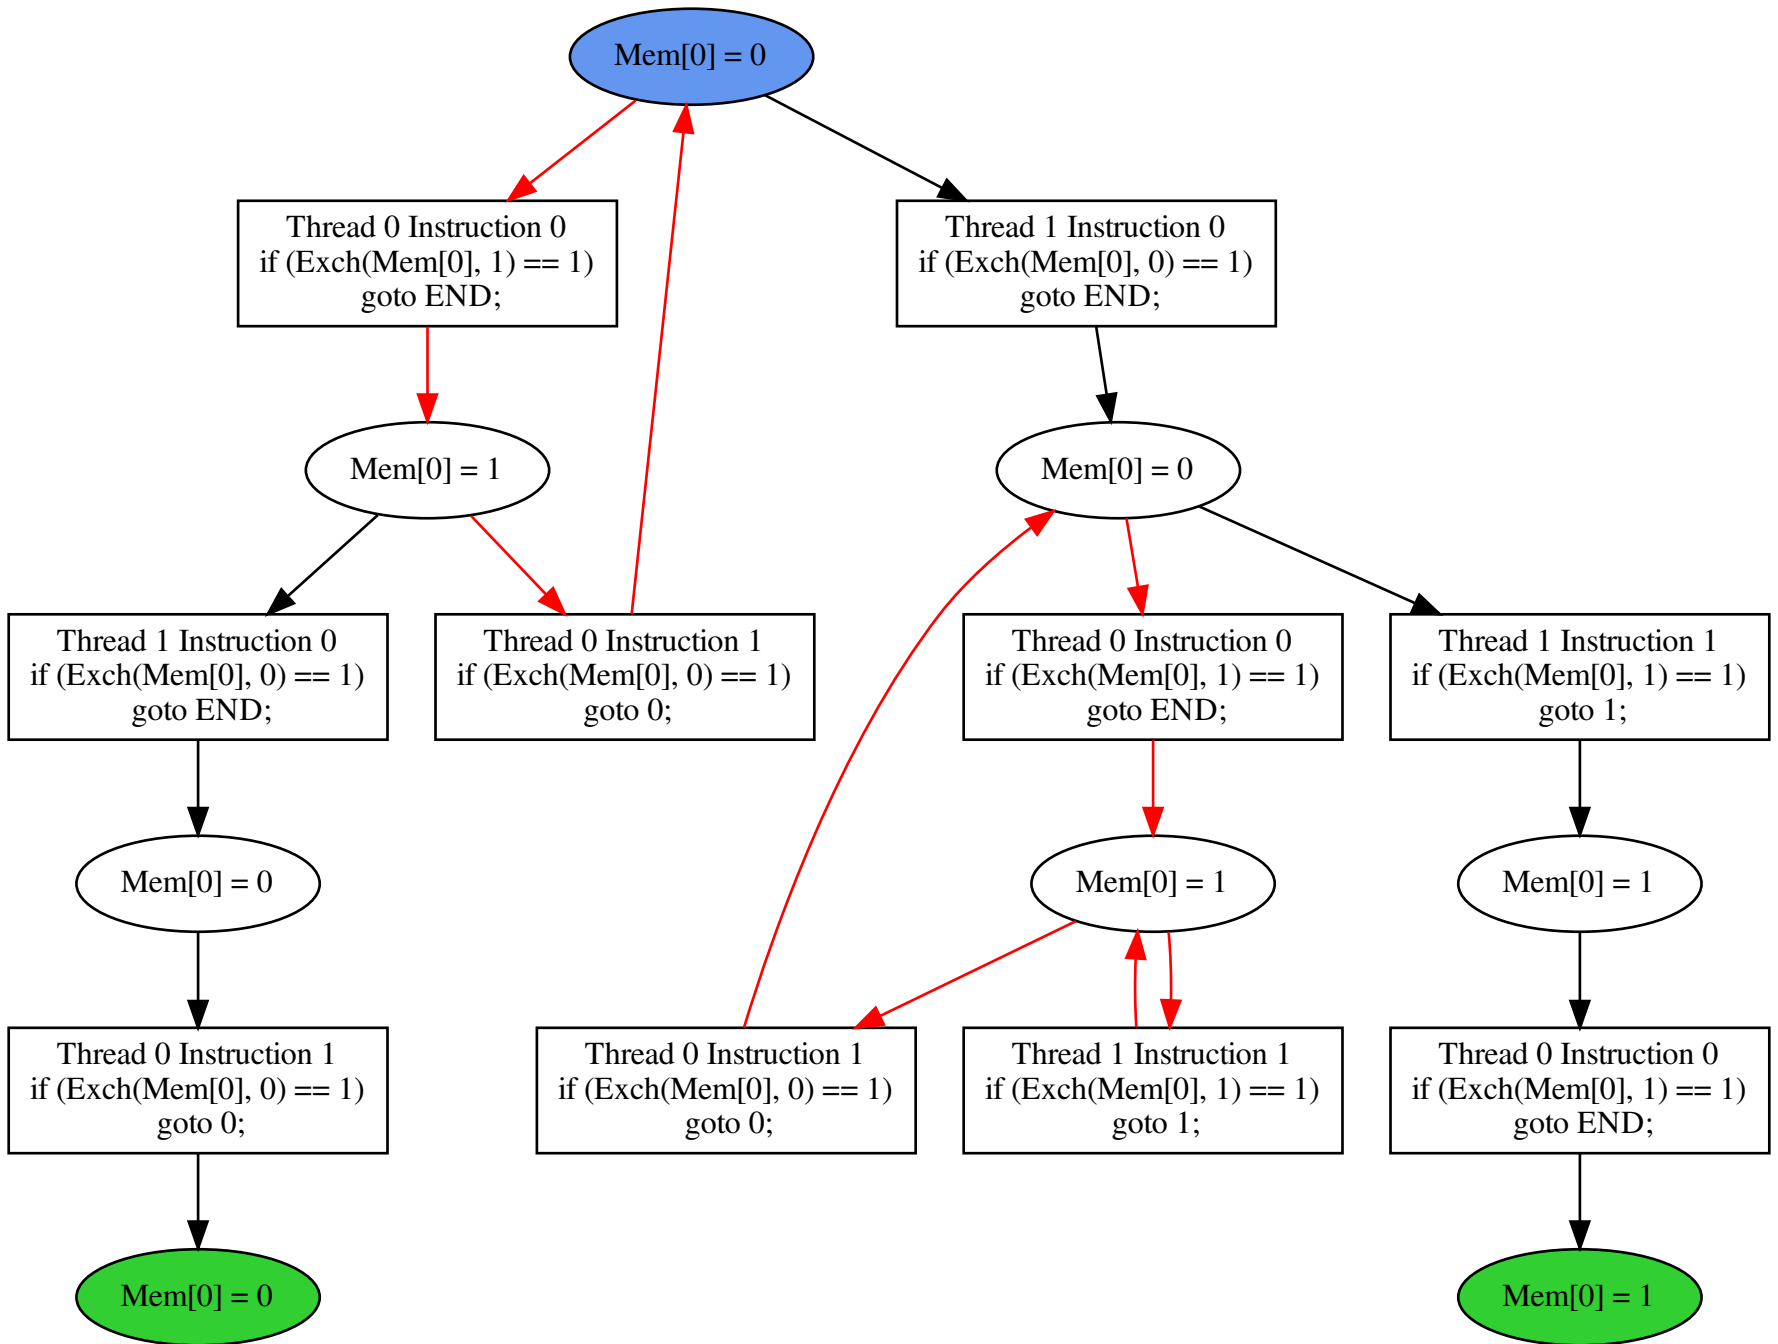 Mem[0] = 0
Thread 0 Instruction 0
if (Exch(Mem[0], 1) == 1)
goto END;
Thread 1 Instruction 0
if (Exch(Mem[0], 0) == 1)
goto END;
Mem[0] = 1
Mem[0] = 0
Thread 1 Instruction 0
if (Exch(Mem[0], 0) == 1)
goto END;
Thread 0 Instruction 1
if (Exch(Mem[0], 0) == 1)
goto 0;
Thread 0 Instruction 0
if (Exch(Mem[0], 1) == 1)
goto END;
Thread 1 Instruction 1
if (Exch(Mem[0], 1) == 1)
goto 1;
Mem[0] = 0
Mem[0] = 1
Mem[0] = 1
Thread 0 Instruction 1
if (Exch(Mem[0], 0) == 1)
goto 0;
Thread 0 Instruction 1
if (Exch(Mem[0], 0) == 1)
goto 0;
Thread 1 Instruction 1
if (Exch(Mem[0], 1) == 1)
goto 1;
Thread 0 Instruction 0
if (Exch(Mem[0], 1) == 1)
goto END;
Mem[0] = 0
Mem[0] = 1